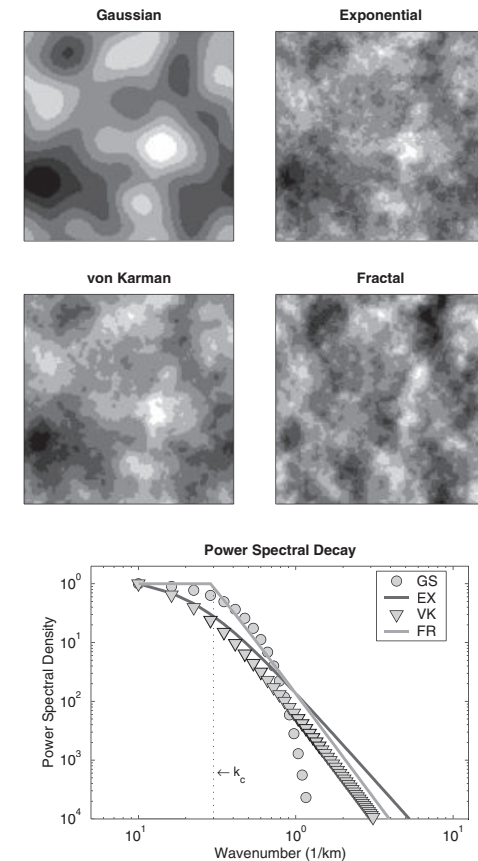 Gaussian
Exponential
von Karman
Fractal
Power Spectral Decay
Power Spectral Density
10⁰
10¹
10²
10³
10⁴
GS
EX
VK
FR
← k_c
10¹
10⁰
10¹
Wavenumber (1/km)